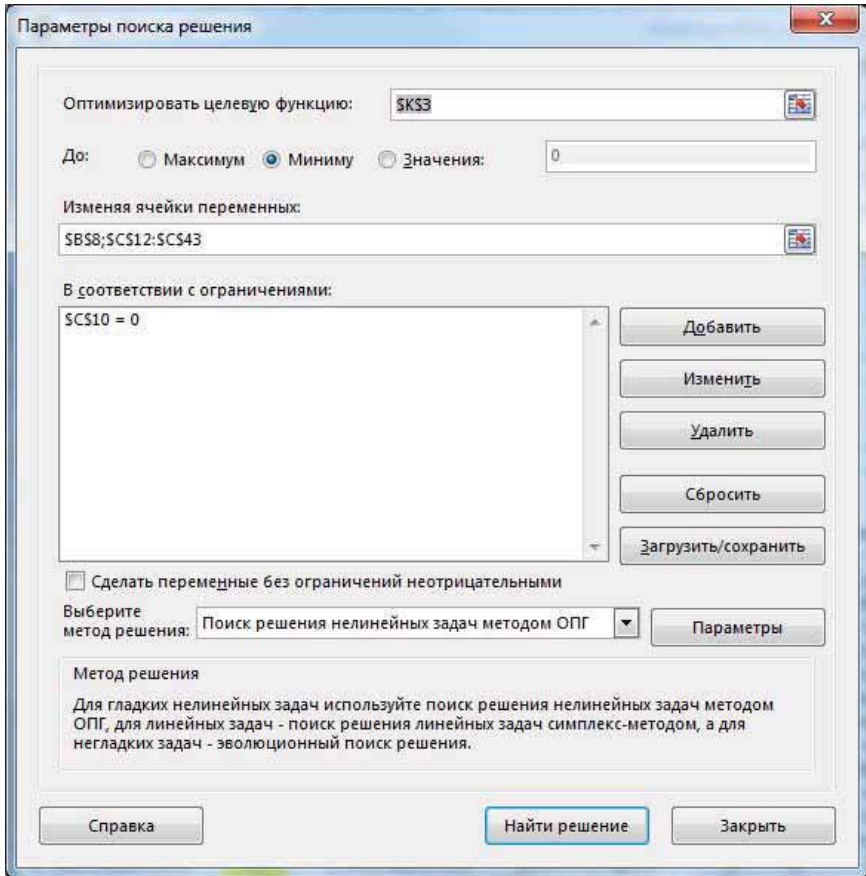 Параметры поиска решения
Оптимизировать целевую функцию: $K$3
До: Максимум Миниму Значения: 0
Изменяя ячейки переменных:
$B$8;$C$12:$C$43
В соответствии с ограничениями:
$C$10 = 0
Добавить
Изменить
Удалить
Сбросить
Загрузить/сохранить
Сделать переменные без ограничений неотрицательными
Выберите
метод решения: Поиск решения нелинейных задач методом ОПГ Параметры
Метод решения
Для гладких нелинейных задач используйте поиск решения нелинейных задач методом
ОПГ, для линейных задач - поиск решения линейных задач симплекс-методом, а для
негладких задач - эволюционный поиск решения.
Справка Найти решение Закрыть